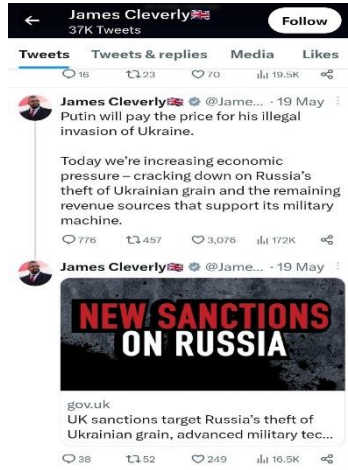 James Cleverly🇬🇧
37K Tweets
Follow
Tweets Tweets & replies Media Likes
16 23 70 19.5K
James Cleverly🇬🇧 @Jame... · 19 May
Putin will pay the price for his illegal
invasion of Ukraine.
Today we're increasing economic
pressure – cracking down on Russia's
theft of Ukrainian grain and the remaining
revenue sources that support its military
machine.
776 457 3,076 172K
James Cleverly🇬🇧 @Jame... · 19 May
NEW SANCTIONS
ON RUSSIA
gov.uk
UK sanctions target Russia's theft of
Ukrainian grain, advanced military tec...
38 52 249 16.5K